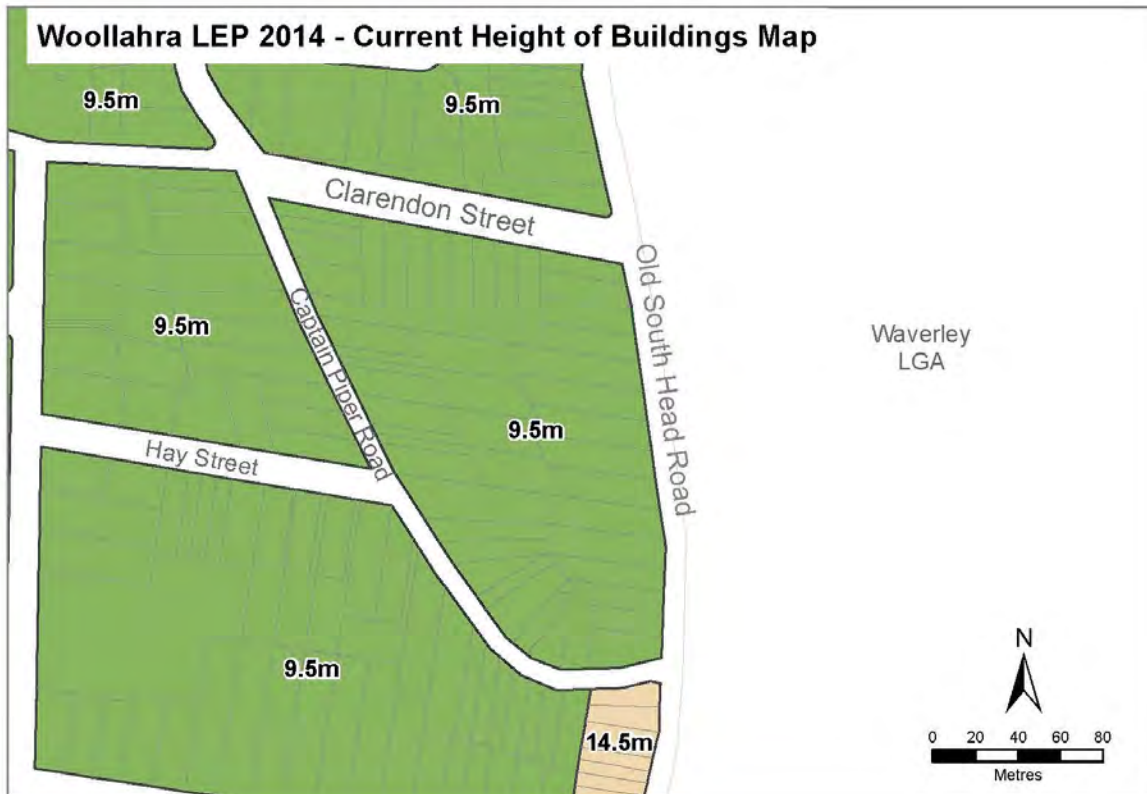 Woollahra LEP 2014 - Current Height of Buildings Map
9.5m
9.5m
Clarendon Street
Old South Head Road
Captain Piper Road
9.5m
Waverley
LGA
9.5m
Hay Street
9.5m
14.5m
N
0 20 40 60 80
Metres